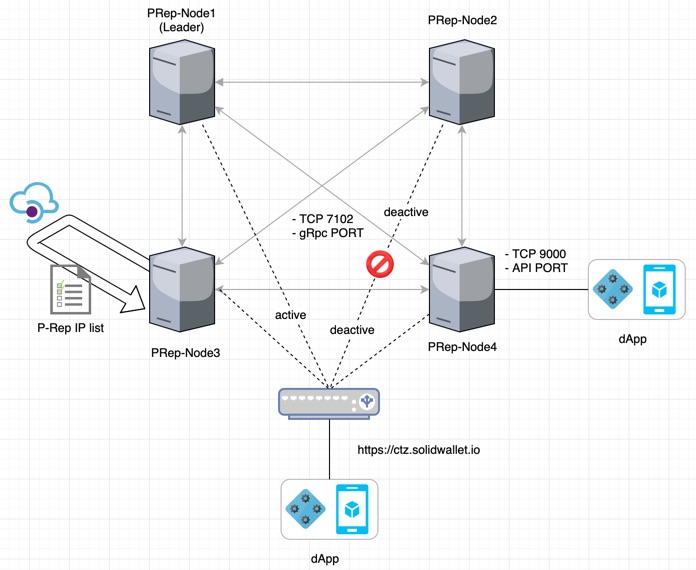 PRep-Node1
(Leader)
PRep-Node2
deactive
- TCP 7102
- gRpc PORT
- TCP 9000
- API PORT
P-Rep IP list
PRep-Node3
active
deactive
PRep-Node4
dApp
https://ctz.solidwallet.io
dApp